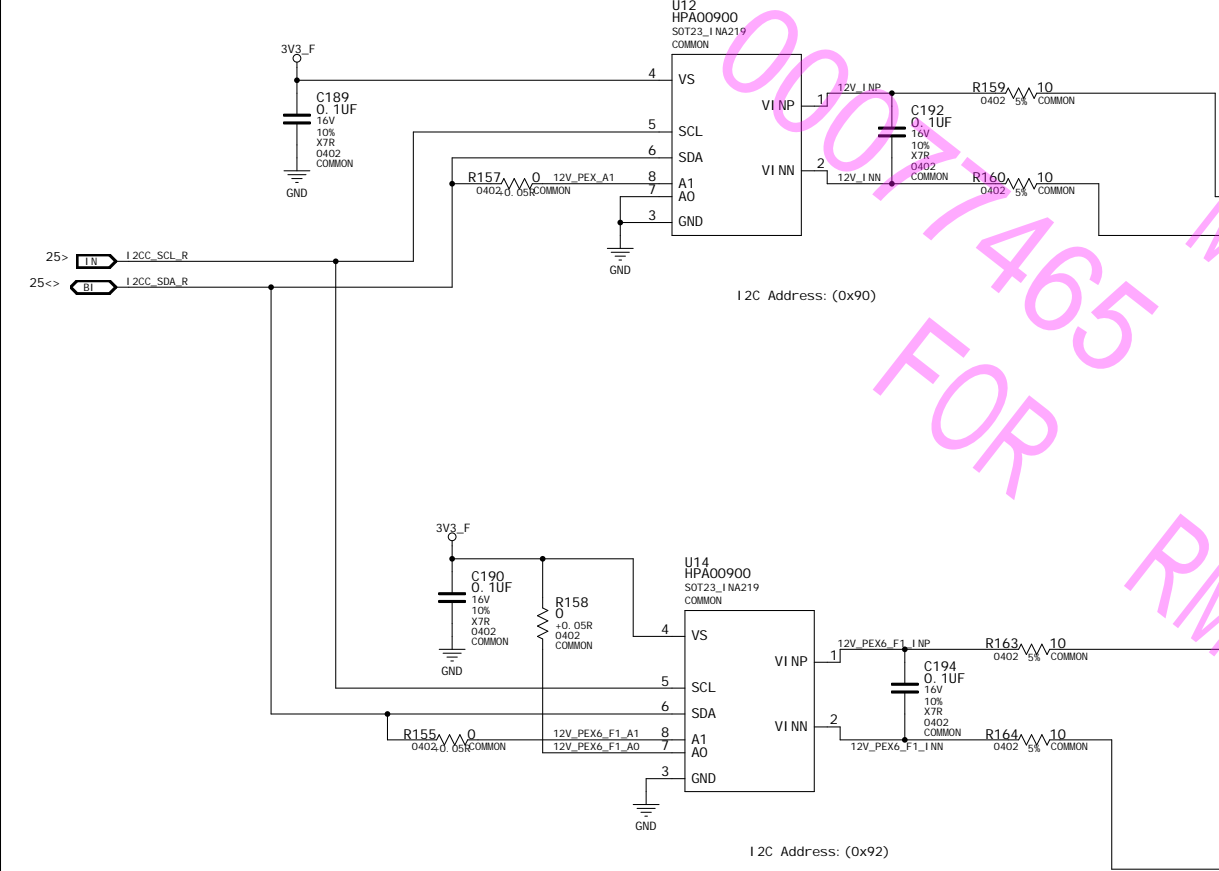 U12
HPA00900
SOT23_INA219
COMMON
3V3_F
4 VS
C189
0.1UF
16V
10%
X7R
0402
COMMON
GND
5 SCL
6 SDA
R157 0 12V_PEX_A1 8 A1
0402 +0.05R COMMON
7 A0
3 GND
GND
VINP 1 12V_INP R159 10
0402 5% COMMON
C192
0.1UF
16V
10%
X7R
0402
COMMON
VINN 2 12V_INN R160 10
0402 5% COMMON
25> IN I2CC_SCL_R
25<> BI I2CC_SDA_R
I2C Address: (0x90)
00077465
FOR
3V3_F
C190
0.1UF
16V
10%
X7R
0402
COMMON
GND
R158
0
+0.05R
0402
COMMON
U14
HPA00900
SOT23_INA219
COMMON
4 VS
5 SCL
6 SDA
R155 0 12V_PEX6_F1_A1 8 A1
0402 +0.05R COMMON 12V_PEX6_F1_A0 7 A0
3 GND
GND
VINP 1 12V_PEX6_F1_INP R163 10
0402 5% COMMON
C194
0.1UF
16V
10%
X7R
0402
COMMON
VINN 2 12V_PEX6_F1_INN R164 10
0402 5% COMMON
I2C Address: (0x92)